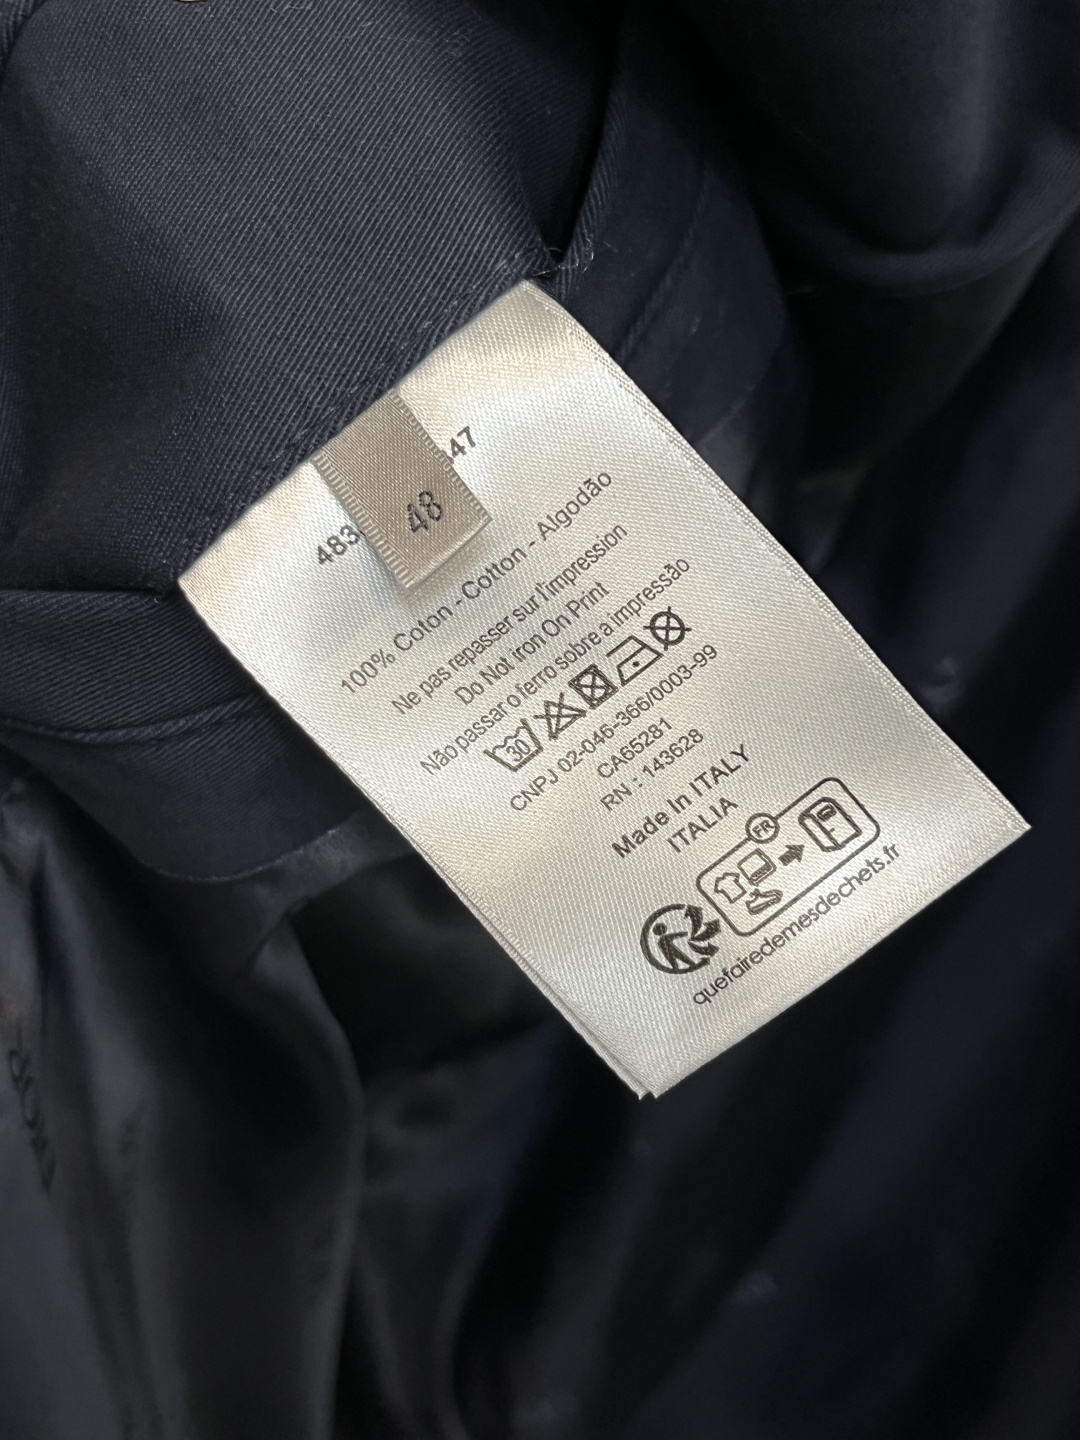 48
483 47
100% Coton - Cotton - Algodão
Ne pas repasser sur l'impression
Do Not iron On Print
Não passar o ferro sobre a impressão
30
CNPJ 02-046-366/0003-99
CA65281
RN : 143628
Made In ITALY
ITALIA
FR
quefairedemesdechets.fr